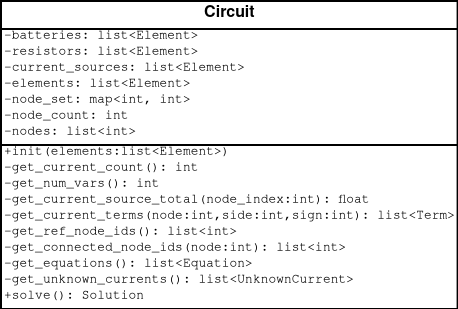 Circuit
-batteries: list<Element>
-resistors: list<Element>
-current_sources: list<Element>
-elements: list<Element>
-node_set: map<int, int>
-node_count: int
-nodes: list<int>
+init(elements:list<Element>)
-get_current_count(): int
-get_num_vars(): int
-get_current_source_total(node_index:int): float
-get_current_terms(node:int,side:int,sign:int): list<Term>
-get_ref_node_ids(): list<int>
-get_connected_node_ids(node:int): list<int>
-get_equations(): list<Equation>
-get_unknown_currents(): list<UnknownCurrent>
+solve(): Solution